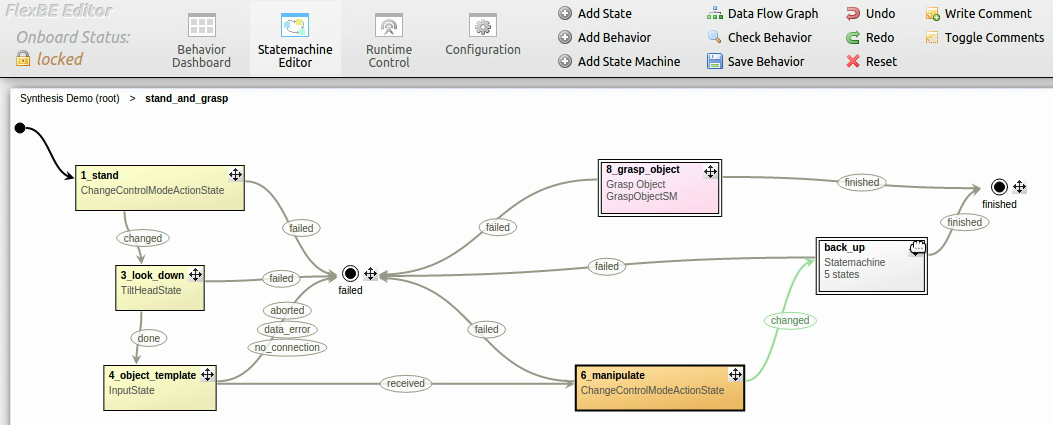 FlexBE Editor
Onboard Status:
locked
Behavior
Dashboard
Statemachine
Editor
Runtime
Control
Configuration
Add State
Add Behavior
Add State Machine
Data Flow Graph
Check Behavior
Save Behavior
Undo
Redo
Reset
Write Comment
Toggle Comments
Synthesis Demo (root) > stand_and_grasp
1_stand
ChangeControlModeActionState
failed
changed
3_look_down
TiltHeadState
failed
done
4_object_template
InputState
aborted
data_error
no_connection
received
failed
8_grasp_object
Grasp Object
GraspObjectSM
failed
finished
finished
finished
back_up
Statemachine
5 states
failed
failed
changed
6_manipulate
ChangeControlModeActionState